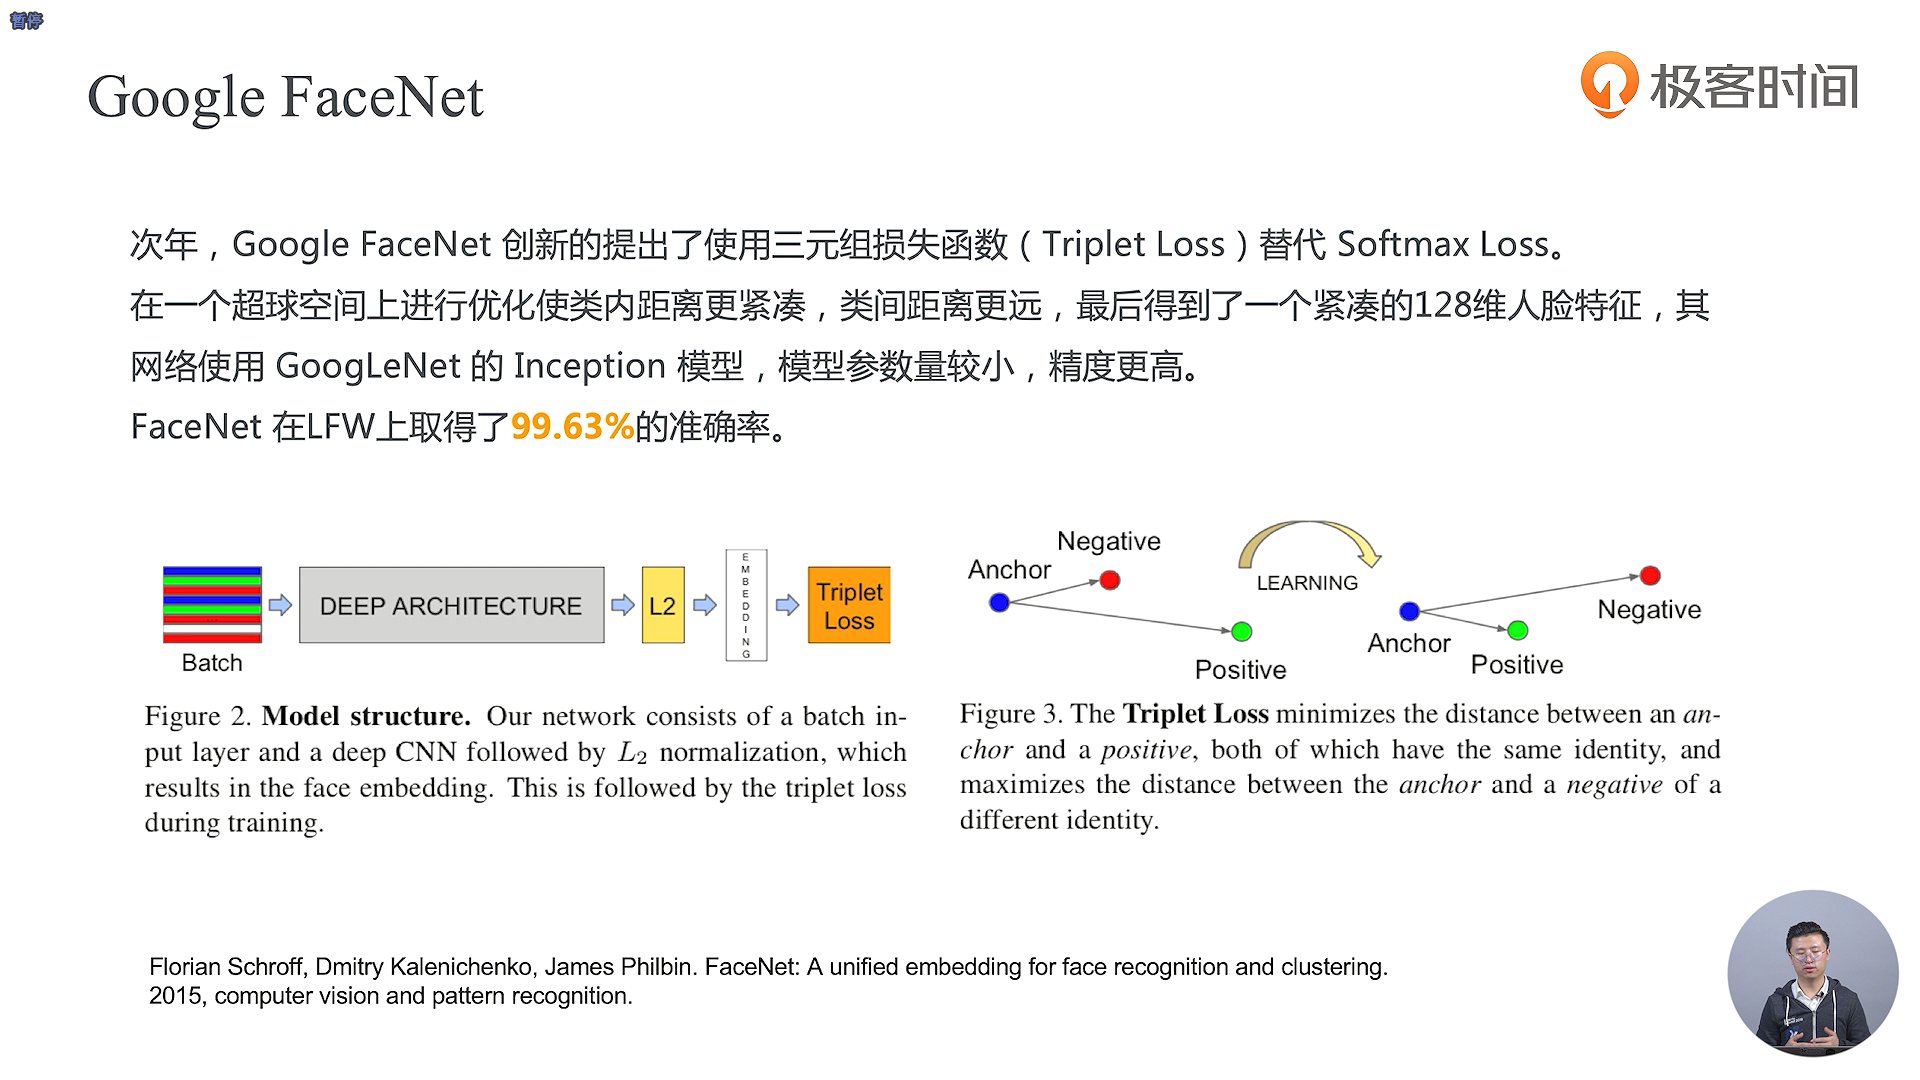 暂停
Google FaceNet
极客时间
次年，Google FaceNet 创新的提出了使用三元组损失函数（Triplet Loss）替代 Softmax Loss。
在一个超球空间上进行优化使类内距离更紧凑，类间距离更远，最后得到了一个紧凑的128维人脸特征，其
网络使用 GoogLeNet 的 Inception 模型，模型参数量较小，精度更高。
FaceNet 在LFW上取得了99.63%的准确率。
Batch
DEEP ARCHITECTURE
L2
EMBEDDING
Triplet
Loss
Figure 2. Model structure. Our network consists of a batch in-
put layer and a deep CNN followed by L2 normalization, which
results in the face embedding. This is followed by the triplet loss
during training.
Anchor
Negative
Positive
LEARNING
Anchor
Positive
Negative
Figure 3. The Triplet Loss minimizes the distance between an an-
chor and a positive, both of which have the same identity, and
maximizes the distance between the anchor and a negative of a
different identity.
Florian Schroff, Dmitry Kalenichenko, James Philbin. FaceNet: A unified embedding for face recognition and clustering.
2015, computer vision and pattern recognition.